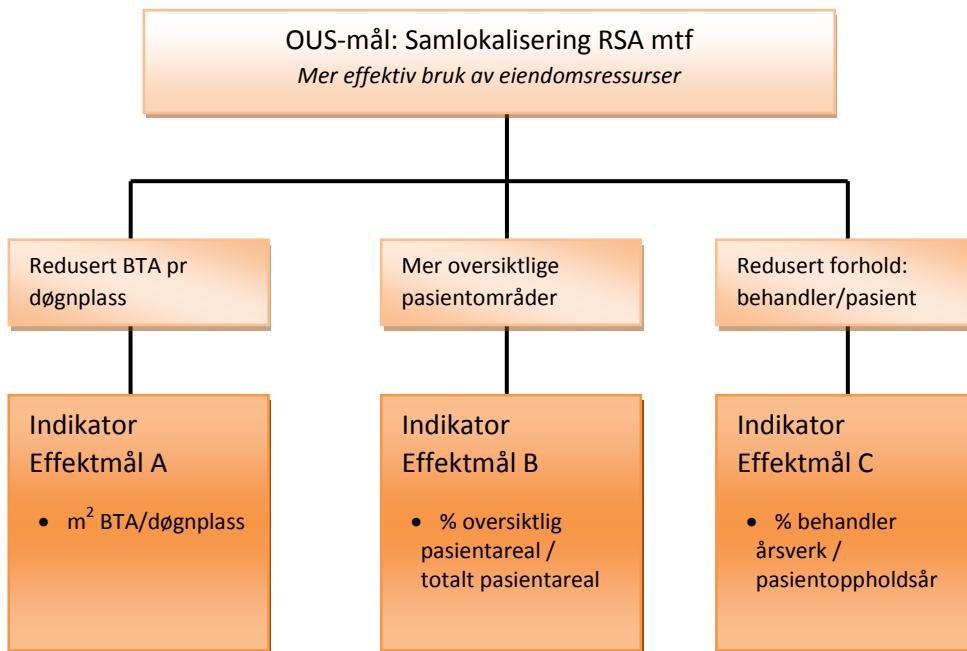 OUS-mål: Samlokalisering RSA mtf
Mer effektiv bruk av eiendomsressurser
Redusert BTA pr
døgnplass
Mer oversiktlige
pasientområder
Redusert forhold:
behandler/pasient
Indikator
Effektmål A
• m² BTA/døgnplass
Indikator
Effektmål B
• % oversiktlig
pasientareal /
totalt pasientareal
Indikator
Effektmål C
• % behandler
årsverk /
pasientoppholdsår